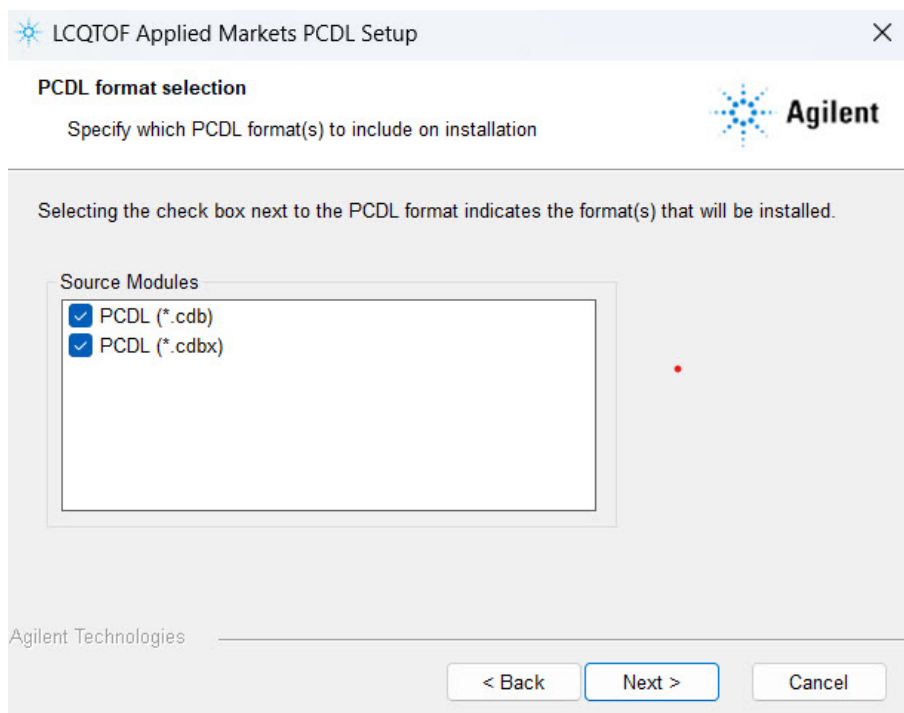 LCQTOF Applied Markets PCDL Setup
PCDL format selection
Specify which PCDL format(s) to include on installation
Agilent
Selecting the check box next to the PCDL format indicates the format(s) that will be installed.
Source Modules
PCDL (*.cdb)
PCDL (*.cdbx)
Agilent Technologies
< Back
Next >
Cancel